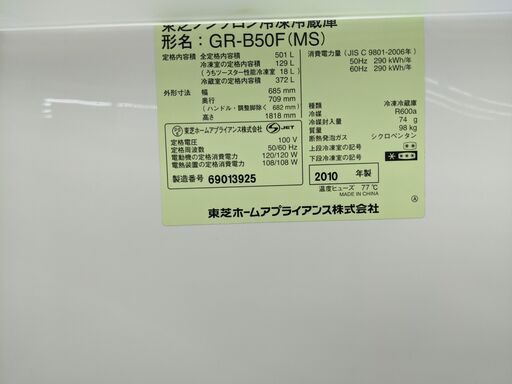 冷凍冷蔵庫
形名：GR-B50F(MS)
定格内容積 全定格内容積 501 L
冷凍室の定格内容積 129 L
(うちツースター性能冷凍室 18 L)
冷蔵室の定格内容積 372 L
外形寸法 幅 685 mm
奥行 709 mm
(ハンドル・調整脚除く 682 mm)
高さ 1818 mm
東芝ホームアプライアンス株式会社 S JET
定格電圧 100 V
定格周波数 50/60 Hz
電動機の定格消費電力 120/120 W
電熱装置の定格消費電力 108/108 W
製造番号 69013925
消費電力量 (JIS C 9801-2006年)
50Hz 290 kWh/年
60Hz 290 kWh/年
種類 冷凍冷蔵庫
冷媒 R600a
冷媒封入量 74 g
質量 98 kg
断熱発泡ガス シクロペンタン
上段冷凍室の記号 **
下段冷凍室の記号 ****
2010 年製
温度ヒューズ 77℃
MADE IN CHINA
東芝ホームアプライアンス株式会社
Ⓐ